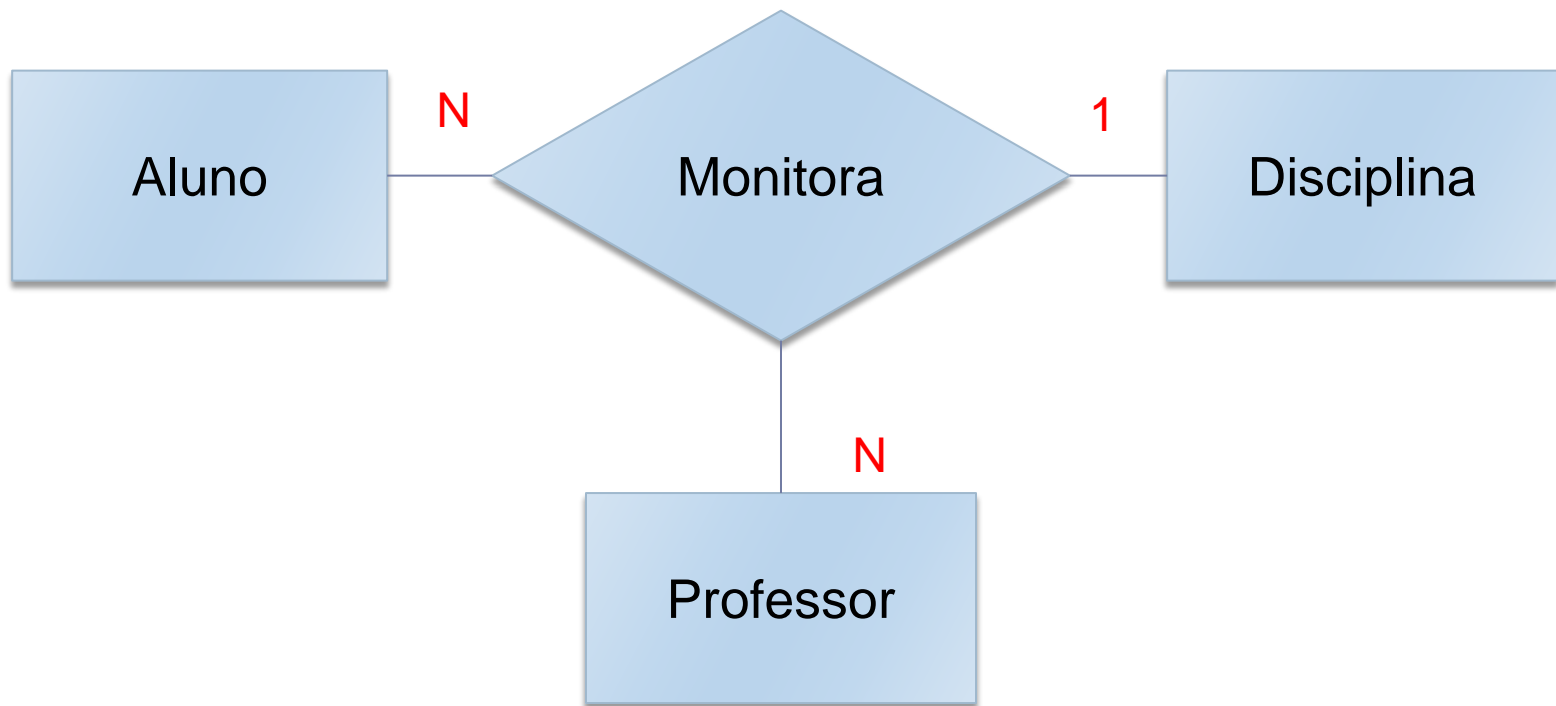 N
1
Aluno
Monitora
Disciplina
N
Professor